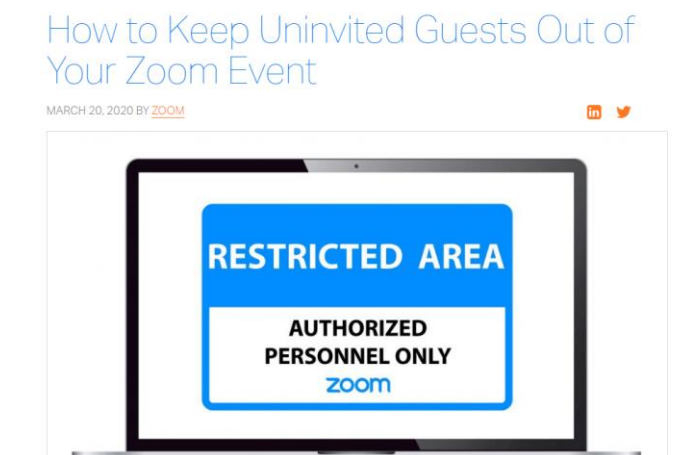 How to Keep Uninvited Guests Out of
Your Zoom Event
MARCH 20, 2020 BY ZOOM
in
RESTRICTED AREA
AUTHORIZED
PERSONNEL ONLY
zoom